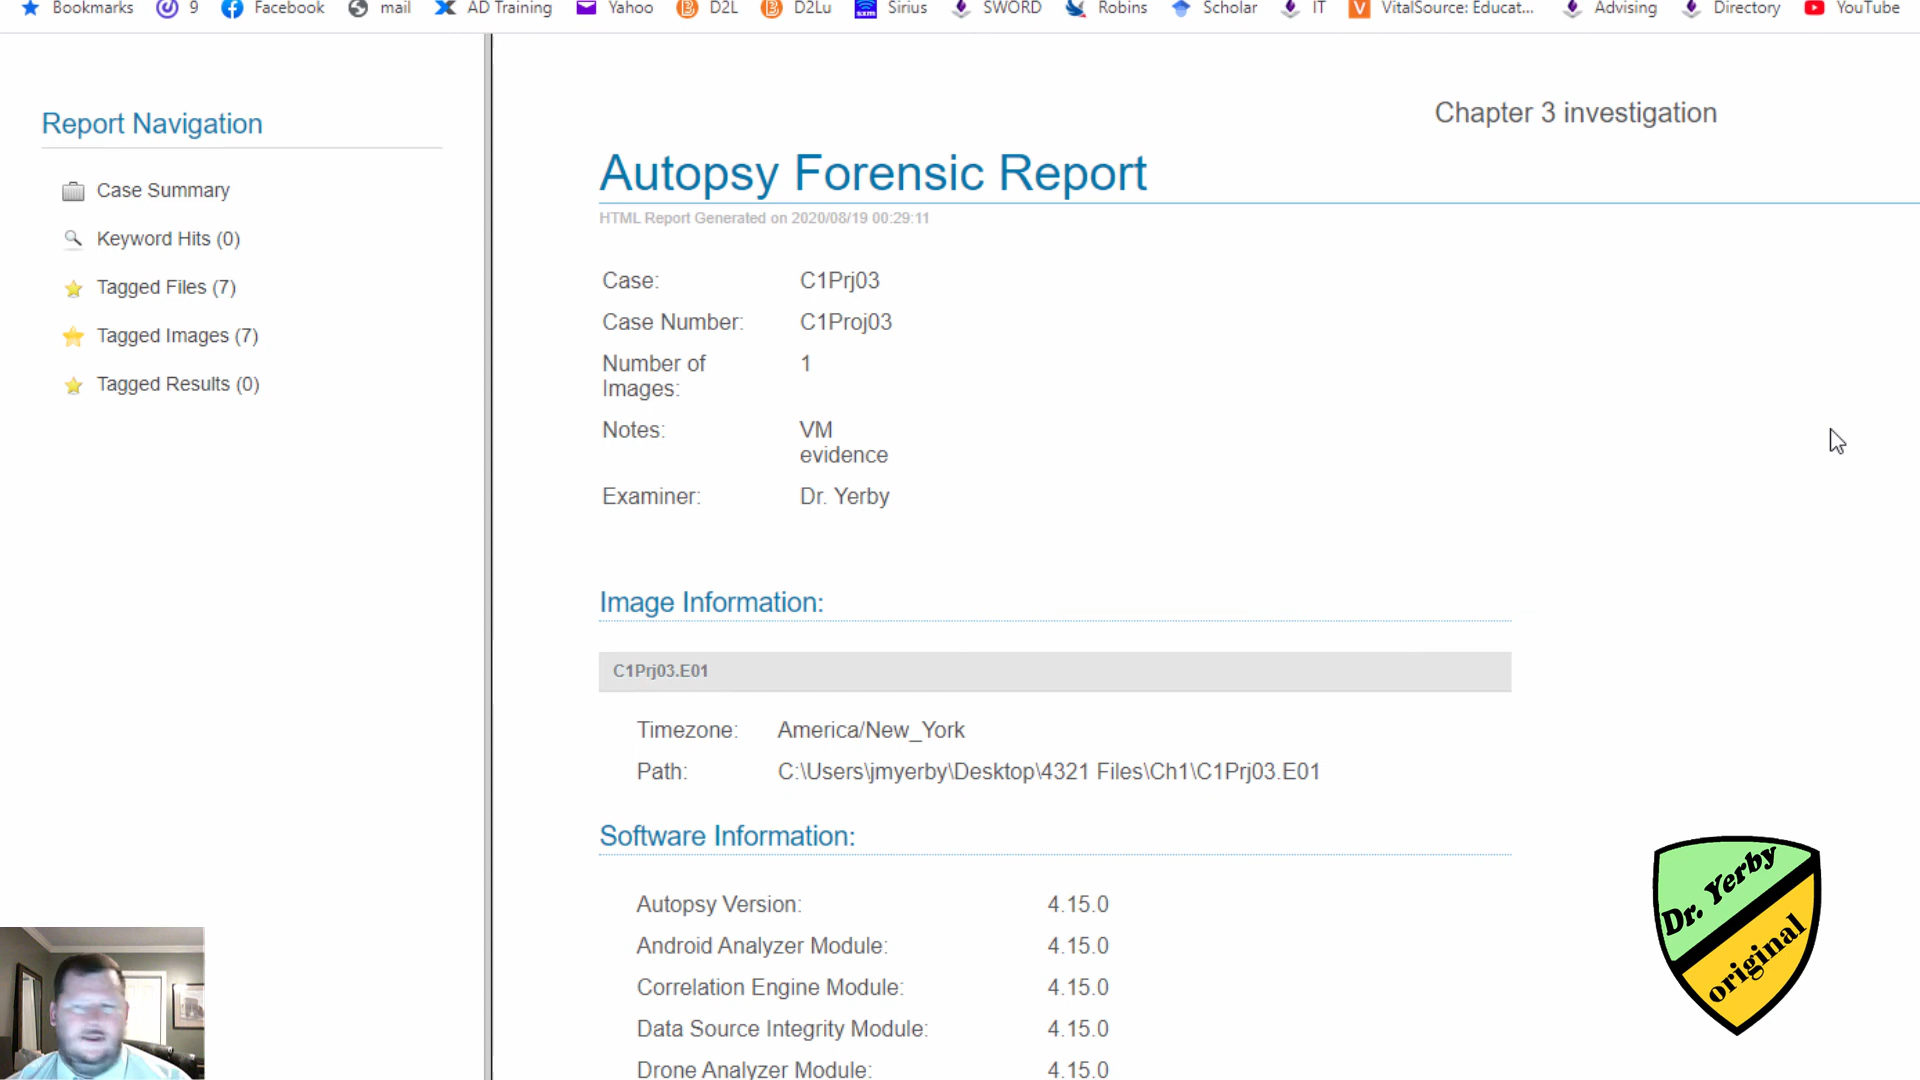 Bookmarks 9 Facebook mail AD Training Yahoo D2L D2Lu Sirius SWORD Robins Scholar IT VitalSource: Educat... Advising Directory YouTube
Report Navigation
Case Summary
Keyword Hits (0)
Tagged Files (7)
Tagged Images (7)
Tagged Results (0)
Chapter 3 investigation
Autopsy Forensic Report
HTML Report Generated on 2020/08/19 00:29:11
Case: C1Prj03
Case Number: C1Proj03
Number of Images: 1
Notes: VM evidence
Examiner: Dr. Yerby
Image Information:
C1Prj03.E01
Timezone: America/New_York
Path: C:\Users\jmyerby\Desktop\4321 Files\Ch1\C1Prj03.E01
Software Information:
Autopsy Version: 4.15.0
Android Analyzer Module: 4.15.0
Correlation Engine Module: 4.15.0
Data Source Integrity Module: 4.15.0
Drone Analyzer Module: 4.15.0
Dr. Yerby
original